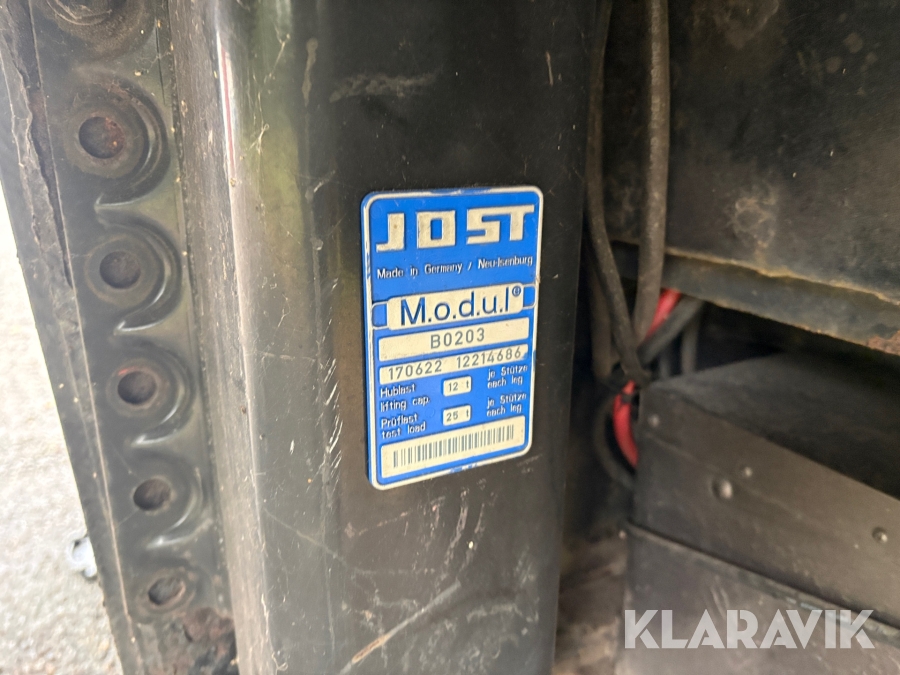 JOST
Made in Germany / Neu-Isenburg
M.o.d.u.l®
B0203
170622 12214686
Hublast 12 t je Stütze
lifting cap. each leg
Prüflast 25 t je Stütze
test load each leg
KLARAVIK